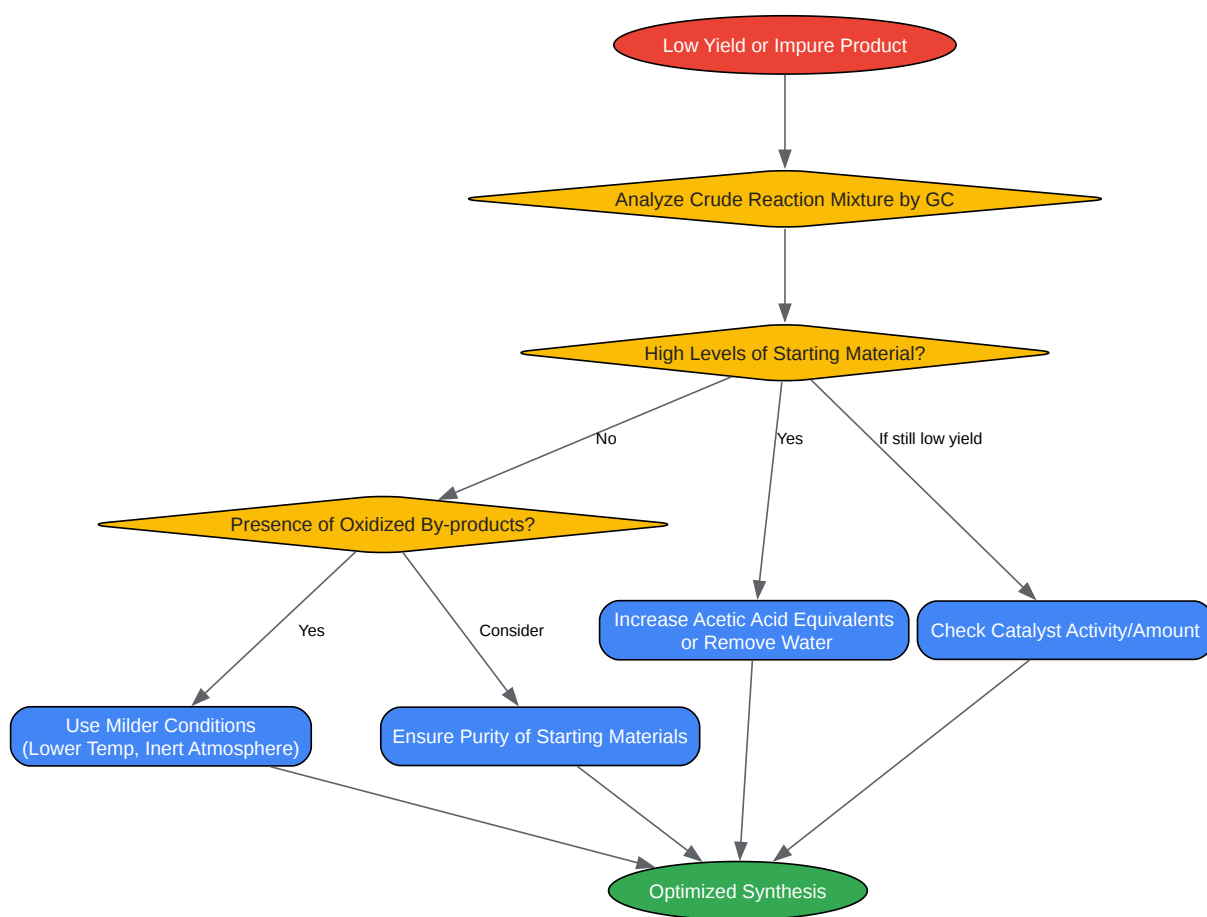 Low Yield or Impure Product
Analyze Crude Reaction Mixture by GC
High Levels of Starting Material?
No
Yes
If still low yield
Presence of Oxidized By-products?
Increase Acetic Acid Equivalents
or Remove Water
Check Catalyst Activity/Amount
Yes
Consider
Use Milder Conditions
(Lower Temp, Inert Atmosphere)
Ensure Purity of Starting Materials
Optimized Synthesis